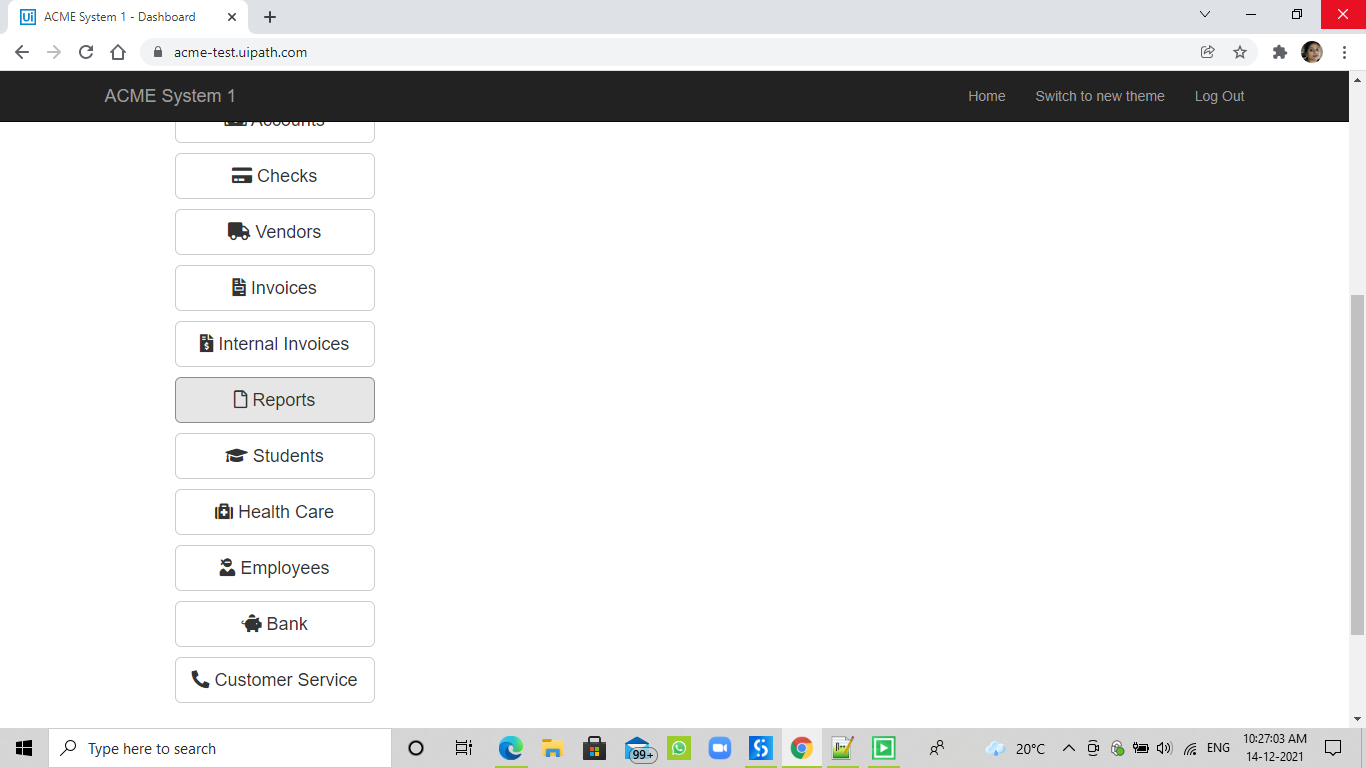 Ui ACME System 1 - Dashboard
acme-test.uipath.com
ACME System 1 Home Switch to new theme Log Out
Accounts
Checks
Vendors
Invoices
Internal Invoices
Reports
Students
Health Care
Employees
Bank
Customer Service
Type here to search 99+ 20°C ENG 10:27:03 AM
14-12-2021